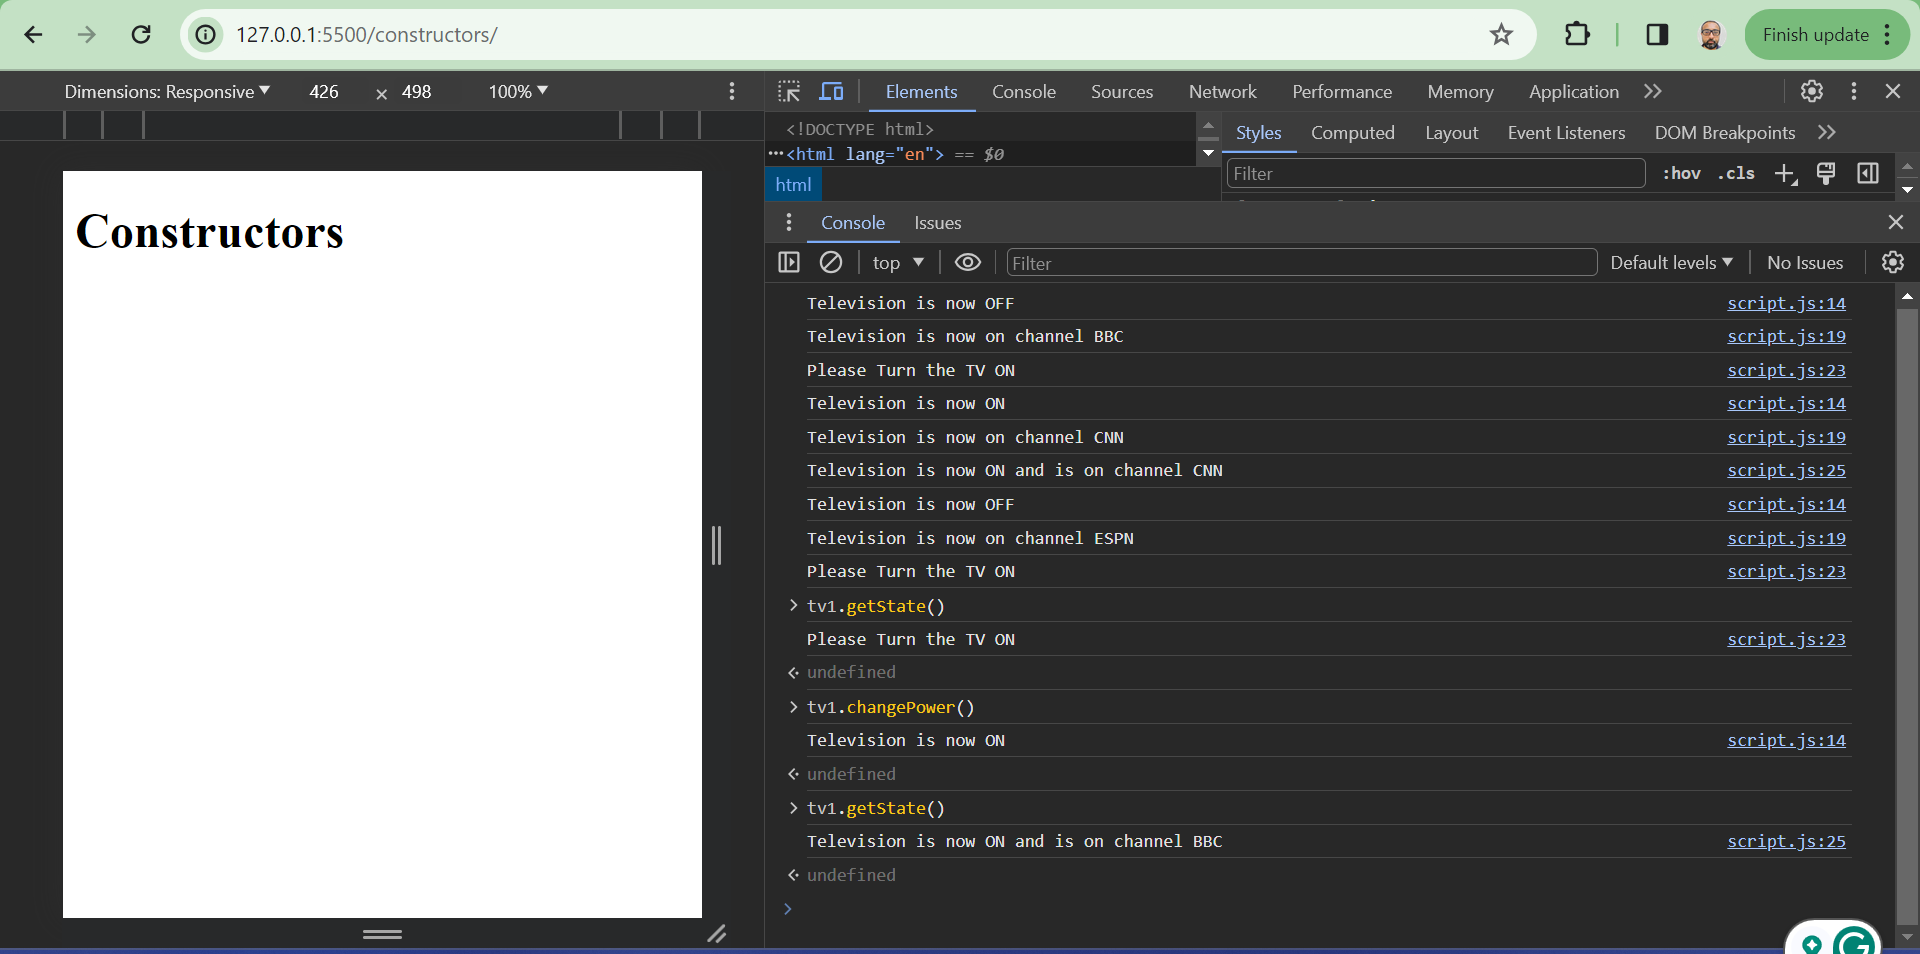 127.0.0.1:5500/constructors/
Finish update
Dimensions: Responsive 426 × 498 100%
Elements Console Sources Network Performance Memory Application
<!DOCTYPE html>
<html lang="en"> == $0
html
Styles Computed Layout Event Listeners DOM Breakpoints
Filter :hov .cls
Constructors
Console Issues
top Filter Default levels No Issues
Television is now OFF script.js:14
Television is now on channel BBC script.js:19
Please Turn the TV ON script.js:23
Television is now ON script.js:14
Television is now on channel CNN script.js:19
Television is now ON and is on channel CNN script.js:25
Television is now OFF script.js:14
Television is now on channel ESPN script.js:19
Please Turn the TV ON script.js:23
> tv1.getState()
Please Turn the TV ON script.js:23
undefined
> tv1.changePower()
Television is now ON script.js:14
undefined
> tv1.getState()
Television is now ON and is on channel BBC script.js:25
undefined
>